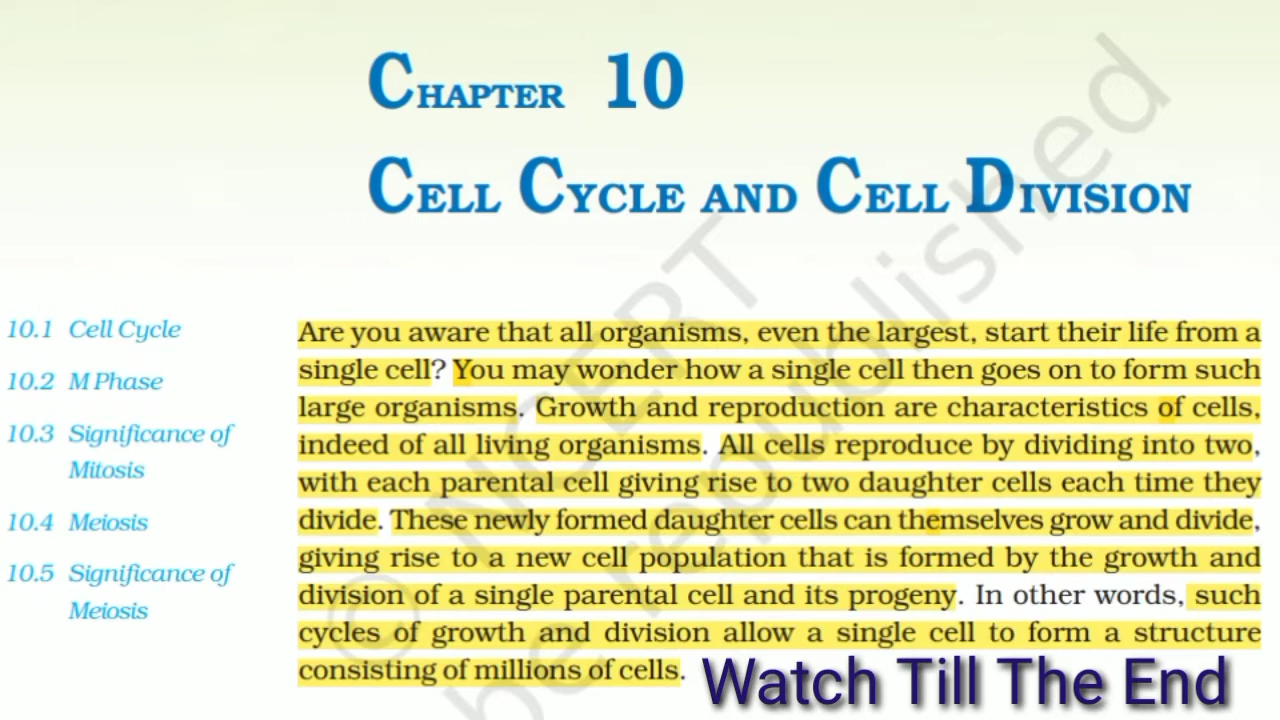 CHAPTER 10
CELL CYCLE AND CELL DIVISION
10.1 Cell Cycle
10.2 M Phase
10.3 Significance of
Mitosis
10.4 Meiosis
10.5 Significance of
Meiosis
Are you aware that all organisms, even the largest, start their life from a
single cell? You may wonder how a single cell then goes on to form such
large organisms. Growth and reproduction are characteristics of cells,
indeed of all living organisms. All cells reproduce by dividing into two,
with each parental cell giving rise to two daughter cells each time they
divide. These newly formed daughter cells can themselves grow and divide,
giving rise to a new cell population that is formed by the growth and
division of a single parental cell and its progeny. In other words, such
cycles of growth and division allow a single cell to form a structure
consisting of millions of cells.
Watch Till The End
© NCERT
be republished